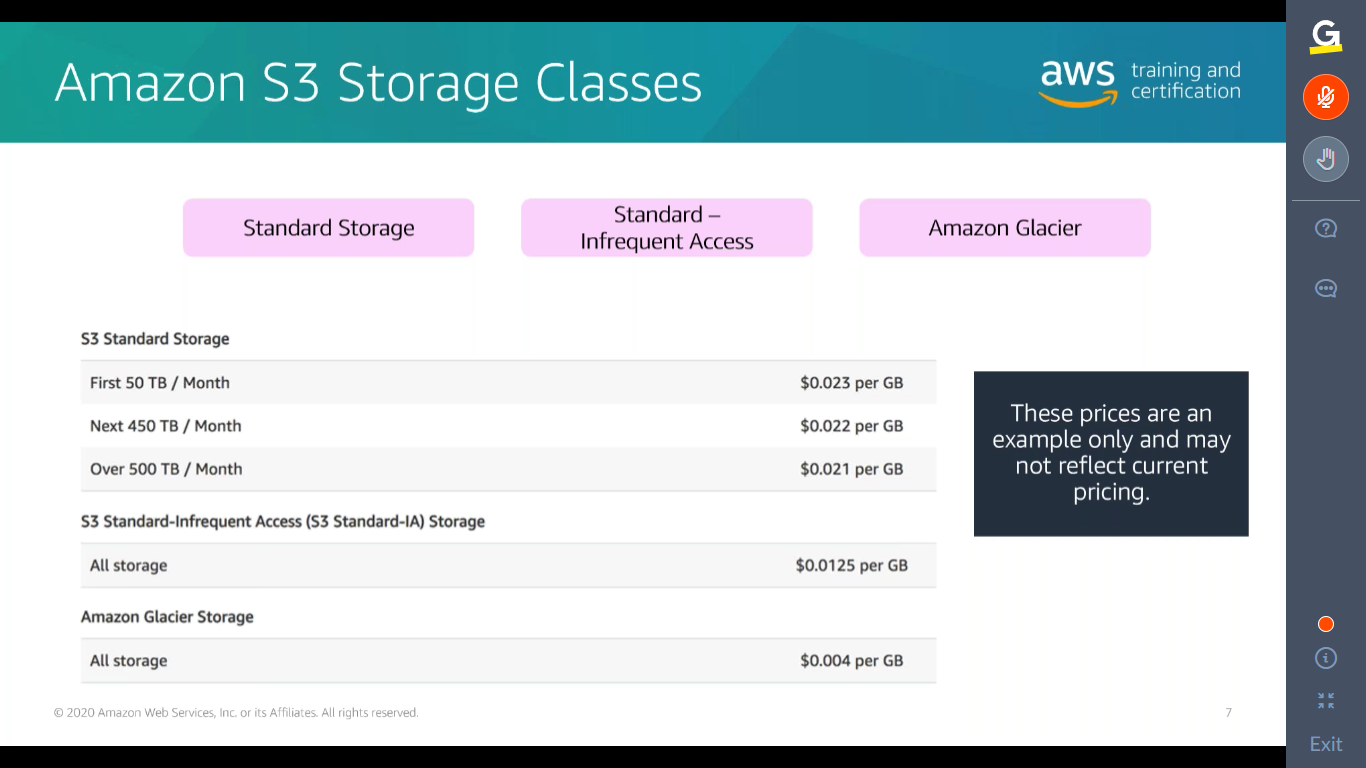 Amazon S3 Storage Classes
aws training and
certification
Standard Storage
Standard –
Infrequent Access
Amazon Glacier
S3 Standard Storage
First 50 TB / Month $0.023 per GB
Next 450 TB / Month $0.022 per GB
Over 500 TB / Month $0.021 per GB
S3 Standard-Infrequent Access (S3 Standard-IA) Storage
All storage $0.0125 per GB
Amazon Glacier Storage
All storage $0.004 per GB
These prices are an
example only and may
not reflect current
pricing.
© 2020 Amazon Web Services, Inc. or its Affiliates. All rights reserved.
7
G
Exit